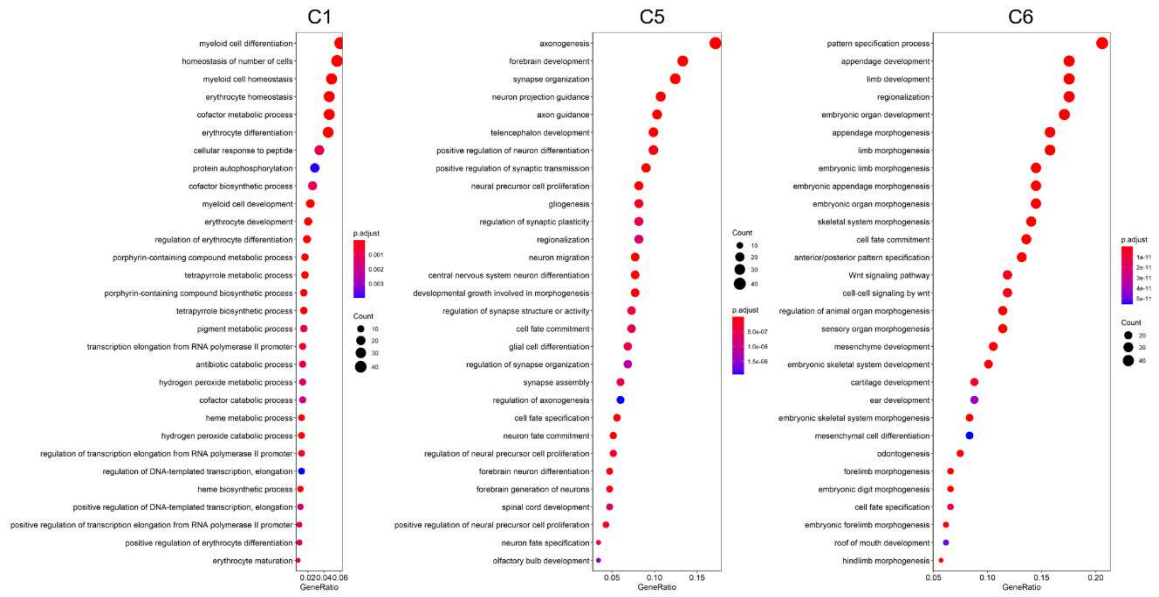 C1
myeloid cell differentiation
homeostasis of number of cells
myeloid cell homeostasis
erythrocyte homeostasis
cofactor metabolic process
erythrocyte differentiation
cellular response to peptide
protein autophosphorylation
cofactor biosynthetic process
myeloid cell development
erythrocyte development
regulation of erythrocyte differentiation
porphyrin-containing compound metabolic process
tetrapyrrole metabolic process
porphyrin-containing compound biosynthetic process
tetrapyrrole biosynthetic process
pigment metabolic process
transcription elongation from RNA polymerase II promoter
antibiotic catabolic process
hydrogen peroxide metabolic process
cofactor catabolic process
heme metabolic process
hydrogen peroxide catabolic process
regulation of transcription elongation from RNA polymerase II promoter
regulation of DNA-templated transcription, elongation
heme biosynthetic process
positive regulation of DNA-templated transcription, elongation
positive regulation of transcription elongation from RNA polymerase II promoter
positive regulation of erythrocyte differentiation
erythrocyte maturation
0.02 0.04 0.06
GeneRatio
p.adjust
0.001
0.002
0.003
Count
10
20
30
40
C5
axonogenesis
forebrain development
synapse organization
neuron projection guidance
axon guidance
telencephalon development
positive regulation of neuron differentiation
positive regulation of synaptic transmission
neural precursor cell proliferation
gliogenesis
regulation of synaptic plasticity
regionalization
neuron migration
central nervous system neuron differentiation
developmental growth involved in morphogenesis
regulation of synapse structure or activity
cell fate commitment
glial cell differentiation
regulation of synapse organization
synapse assembly
regulation of axonogenesis
cell fate specification
neuron fate commitment
regulation of neural precursor cell proliferation
forebrain neuron differentiation
forebrain generation of neurons
spinal cord development
positive regulation of neural precursor cell proliferation
neuron fate specification
olfactory bulb development
0.05 0.10 0.15
GeneRatio
Count
10
20
30
40
p.adjust
5.0e-07
1.0e-06
1.5e-06
C6
pattern specification process
appendage development
limb development
regionalization
embryonic organ development
appendage morphogenesis
limb morphogenesis
embryonic limb morphogenesis
embryonic appendage morphogenesis
embryonic organ morphogenesis
skeletal system morphogenesis
cell fate commitment
anterior/posterior pattern specification
Wnt signaling pathway
cell-cell signaling by wnt
regulation of animal organ morphogenesis
sensory organ morphogenesis
mesenchyme development
embryonic skeletal system development
cartilage development
ear development
embryonic skeletal system morphogenesis
mesenchymal cell differentiation
odontogenesis
forelimb morphogenesis
embryonic digit morphogenesis
cell fate specification
embryonic forelimb morphogenesis
roof of mouth development
hindlimb morphogenesis
0.05 0.10 0.15 0.20
GeneRatio
p.adjust
1e-11
2e-11
3e-11
4e-11
5e-11
Count
20
30
40